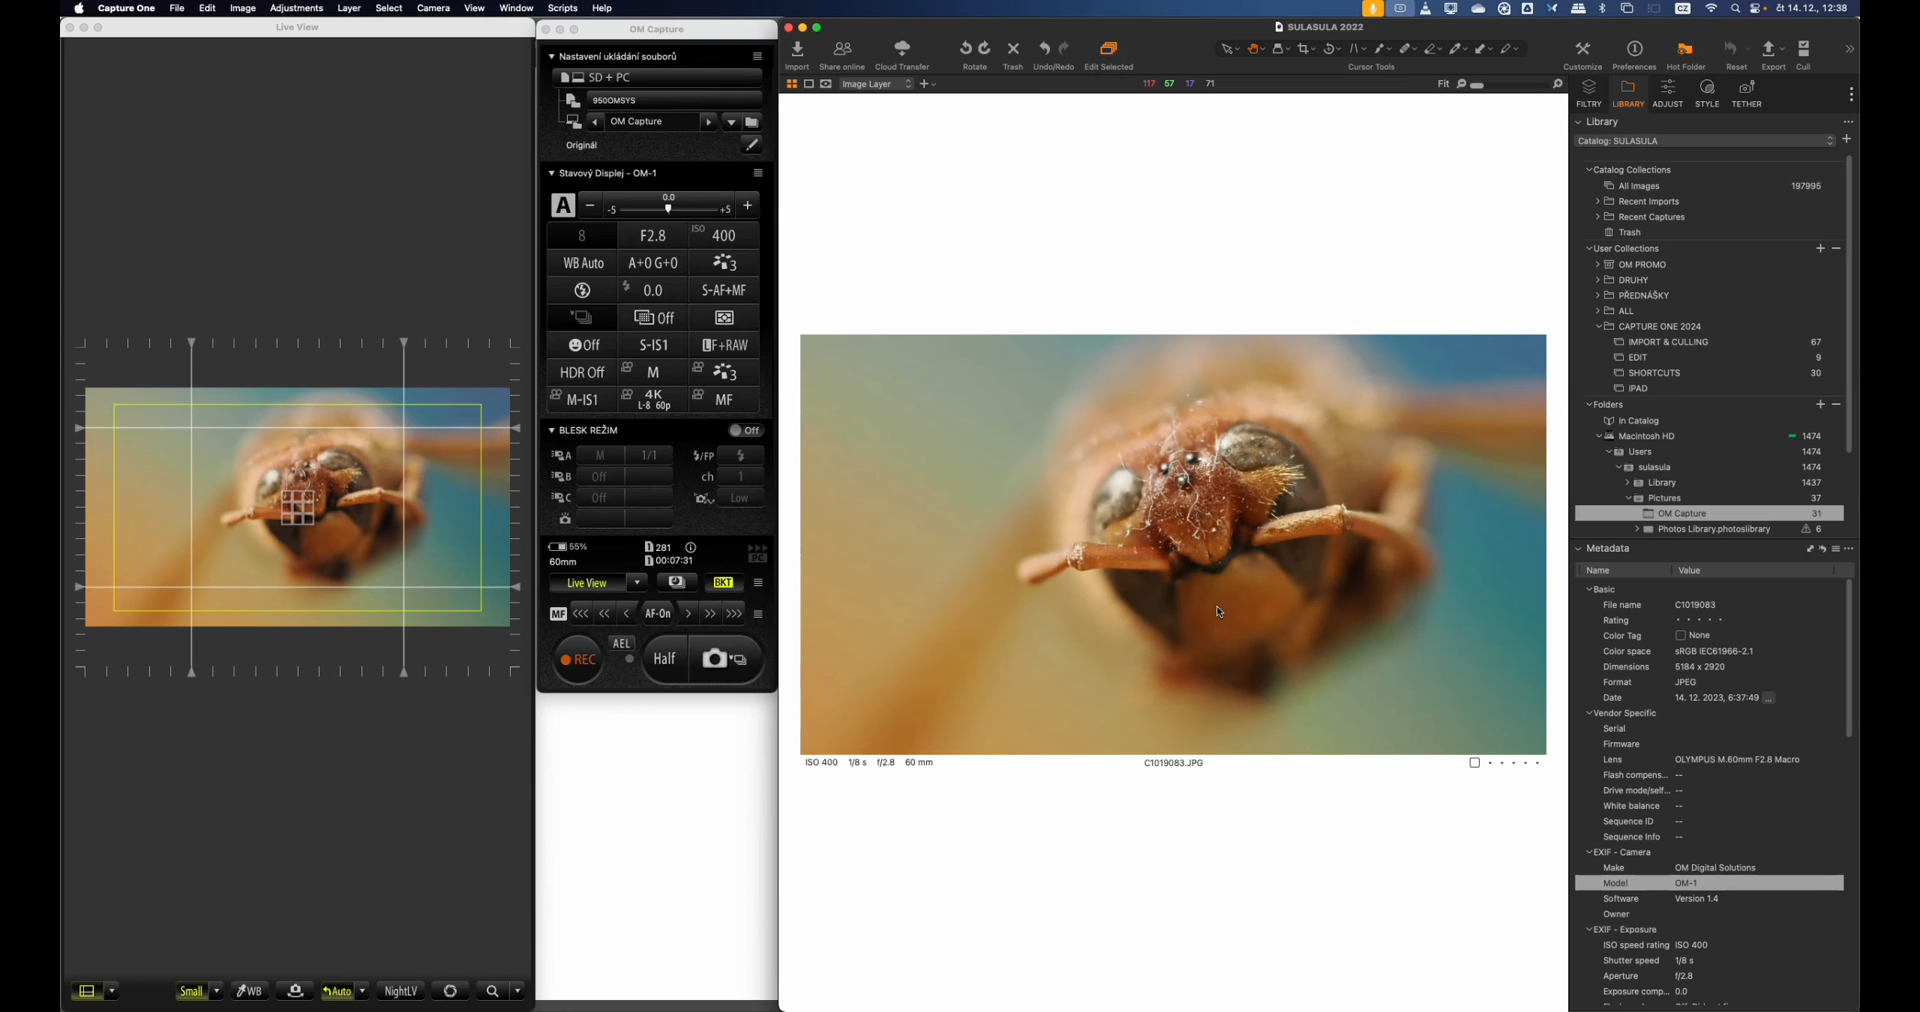 Capture One File Edit Image Adjustments Layer Select Camera View Window Scripts Help
CZ čt 14.12., 12:38
Live View
Small WB Auto NightLV
OM Capture
Nastavení ukládání souborů
SD + PC
950OMSYS
OM Capture
Originál
Stavový Displej - OM-1
A 0.0
-5 +5
8 F2.8 ISO 400
WB Auto A+0 G+0 3
0.0 S-AF+MF
Off
Off S-IS1 LF+RAW
HDR Off M 3
M-IS1 4K L-8 60p MF
BLESK REŽIM Off
A M 1/1 /FP
B Off ch 1
C Off Low
55% 281
60mm 00:07:31 PC
Live View BKT
MF AF-On
REC AEL Half
SULASULA 2022
Import Share online Cloud Transfer Rotate Trash Undo/Redo Edit Selected Cursor Tools Customize Preferences Hot Folder Reset Export Cull
Image Layer 117 57 17 71 Fit
ISO 400 1/8 s f/2.8 60 mm C1019083.JPG
FILTRY LIBRARY ADJUST STYLE TETHER
Library
Catalog: SULASULA
Catalog Collections
All Images 197995
Recent Imports
Recent Captures
Trash
User Collections
OM PROMO
DRUHY
PŘEDNÁŠKY
ALL
CAPTURE ONE 2024
IMPORT & CULLING 67
EDIT 9
SHORTCUTS 30
IPAD
Folders
In Catalog
Macintosh HD 1474
Users 1474
sulasula 1474
Library 1437
Pictures 37
OM Capture 31
Photos Library.photoslibrary 6
Metadata
Name Value
Basic
File name C1019083
Rating
Color Tag None
Color space sRGB IEC61966-2.1
Dimensions 5184 x 2920
Format JPEG
Date 14. 12. 2023, 6:37:49 ...
Vendor Specific
Serial
Firmware
Lens OLYMPUS M.60mm F2.8 Macro
Flash compens... --
Drive mode/self... --
White balance --
Sequence ID --
Sequence Info --
EXIF - Camera
Make OM Digital Solutions
Model OM-1
Software Version 1.4
Owner
EXIF - Exposure
ISO speed rating ISO 400
Shutter speed 1/8 s
Aperture f/2.8
Exposure comp... 0.0